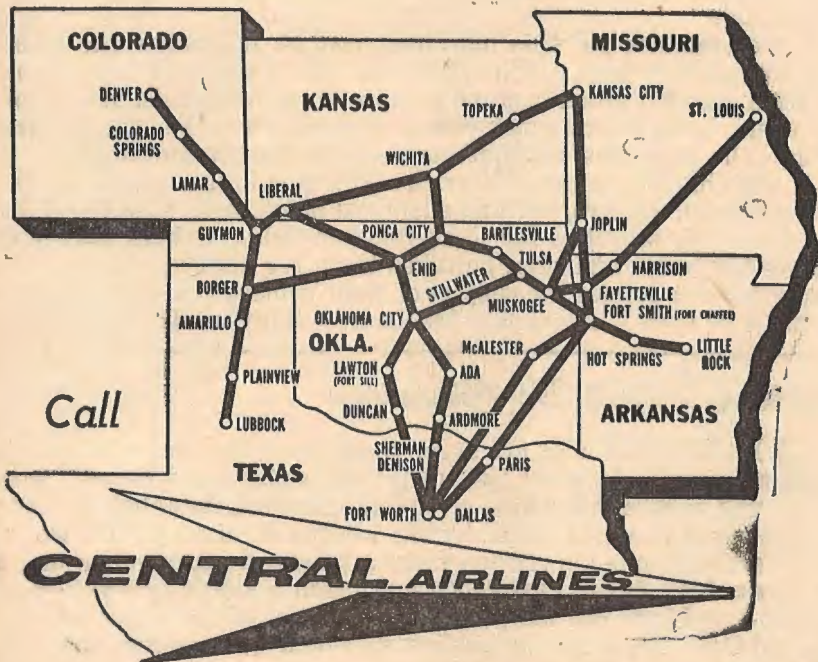 COLORADO
MISSOURI
DENVER
KANSAS
KANSAS CITY
TOPEKA
ST. LOUIS
COLORADO
SPRINGS
WICHITA
LAMAR
LIBERAL
GUYMON
PONCA CITY
BARTLESVILLE
JOPLIN
TULSA
ENID
HARRISON
BORGER
STILLWATER
MUSKOGEE
FAYETTEVILLE
FORT SMITH (FORT CHAFFEE)
AMARILLO
OKLAHOMA CITY
OKLA.
McALESTER
HOT SPRINGS
LITTLE
ROCK
LAWTON
(FORT SILL)
ADA
PLAINVIEW
Call
DUNCAN
ARDMORE
ARKANSAS
LUBBOCK
SHERMAN
DENISON
PARIS
TEXAS
FORT WORTH
DALLAS
CENTRAL AIRLINES